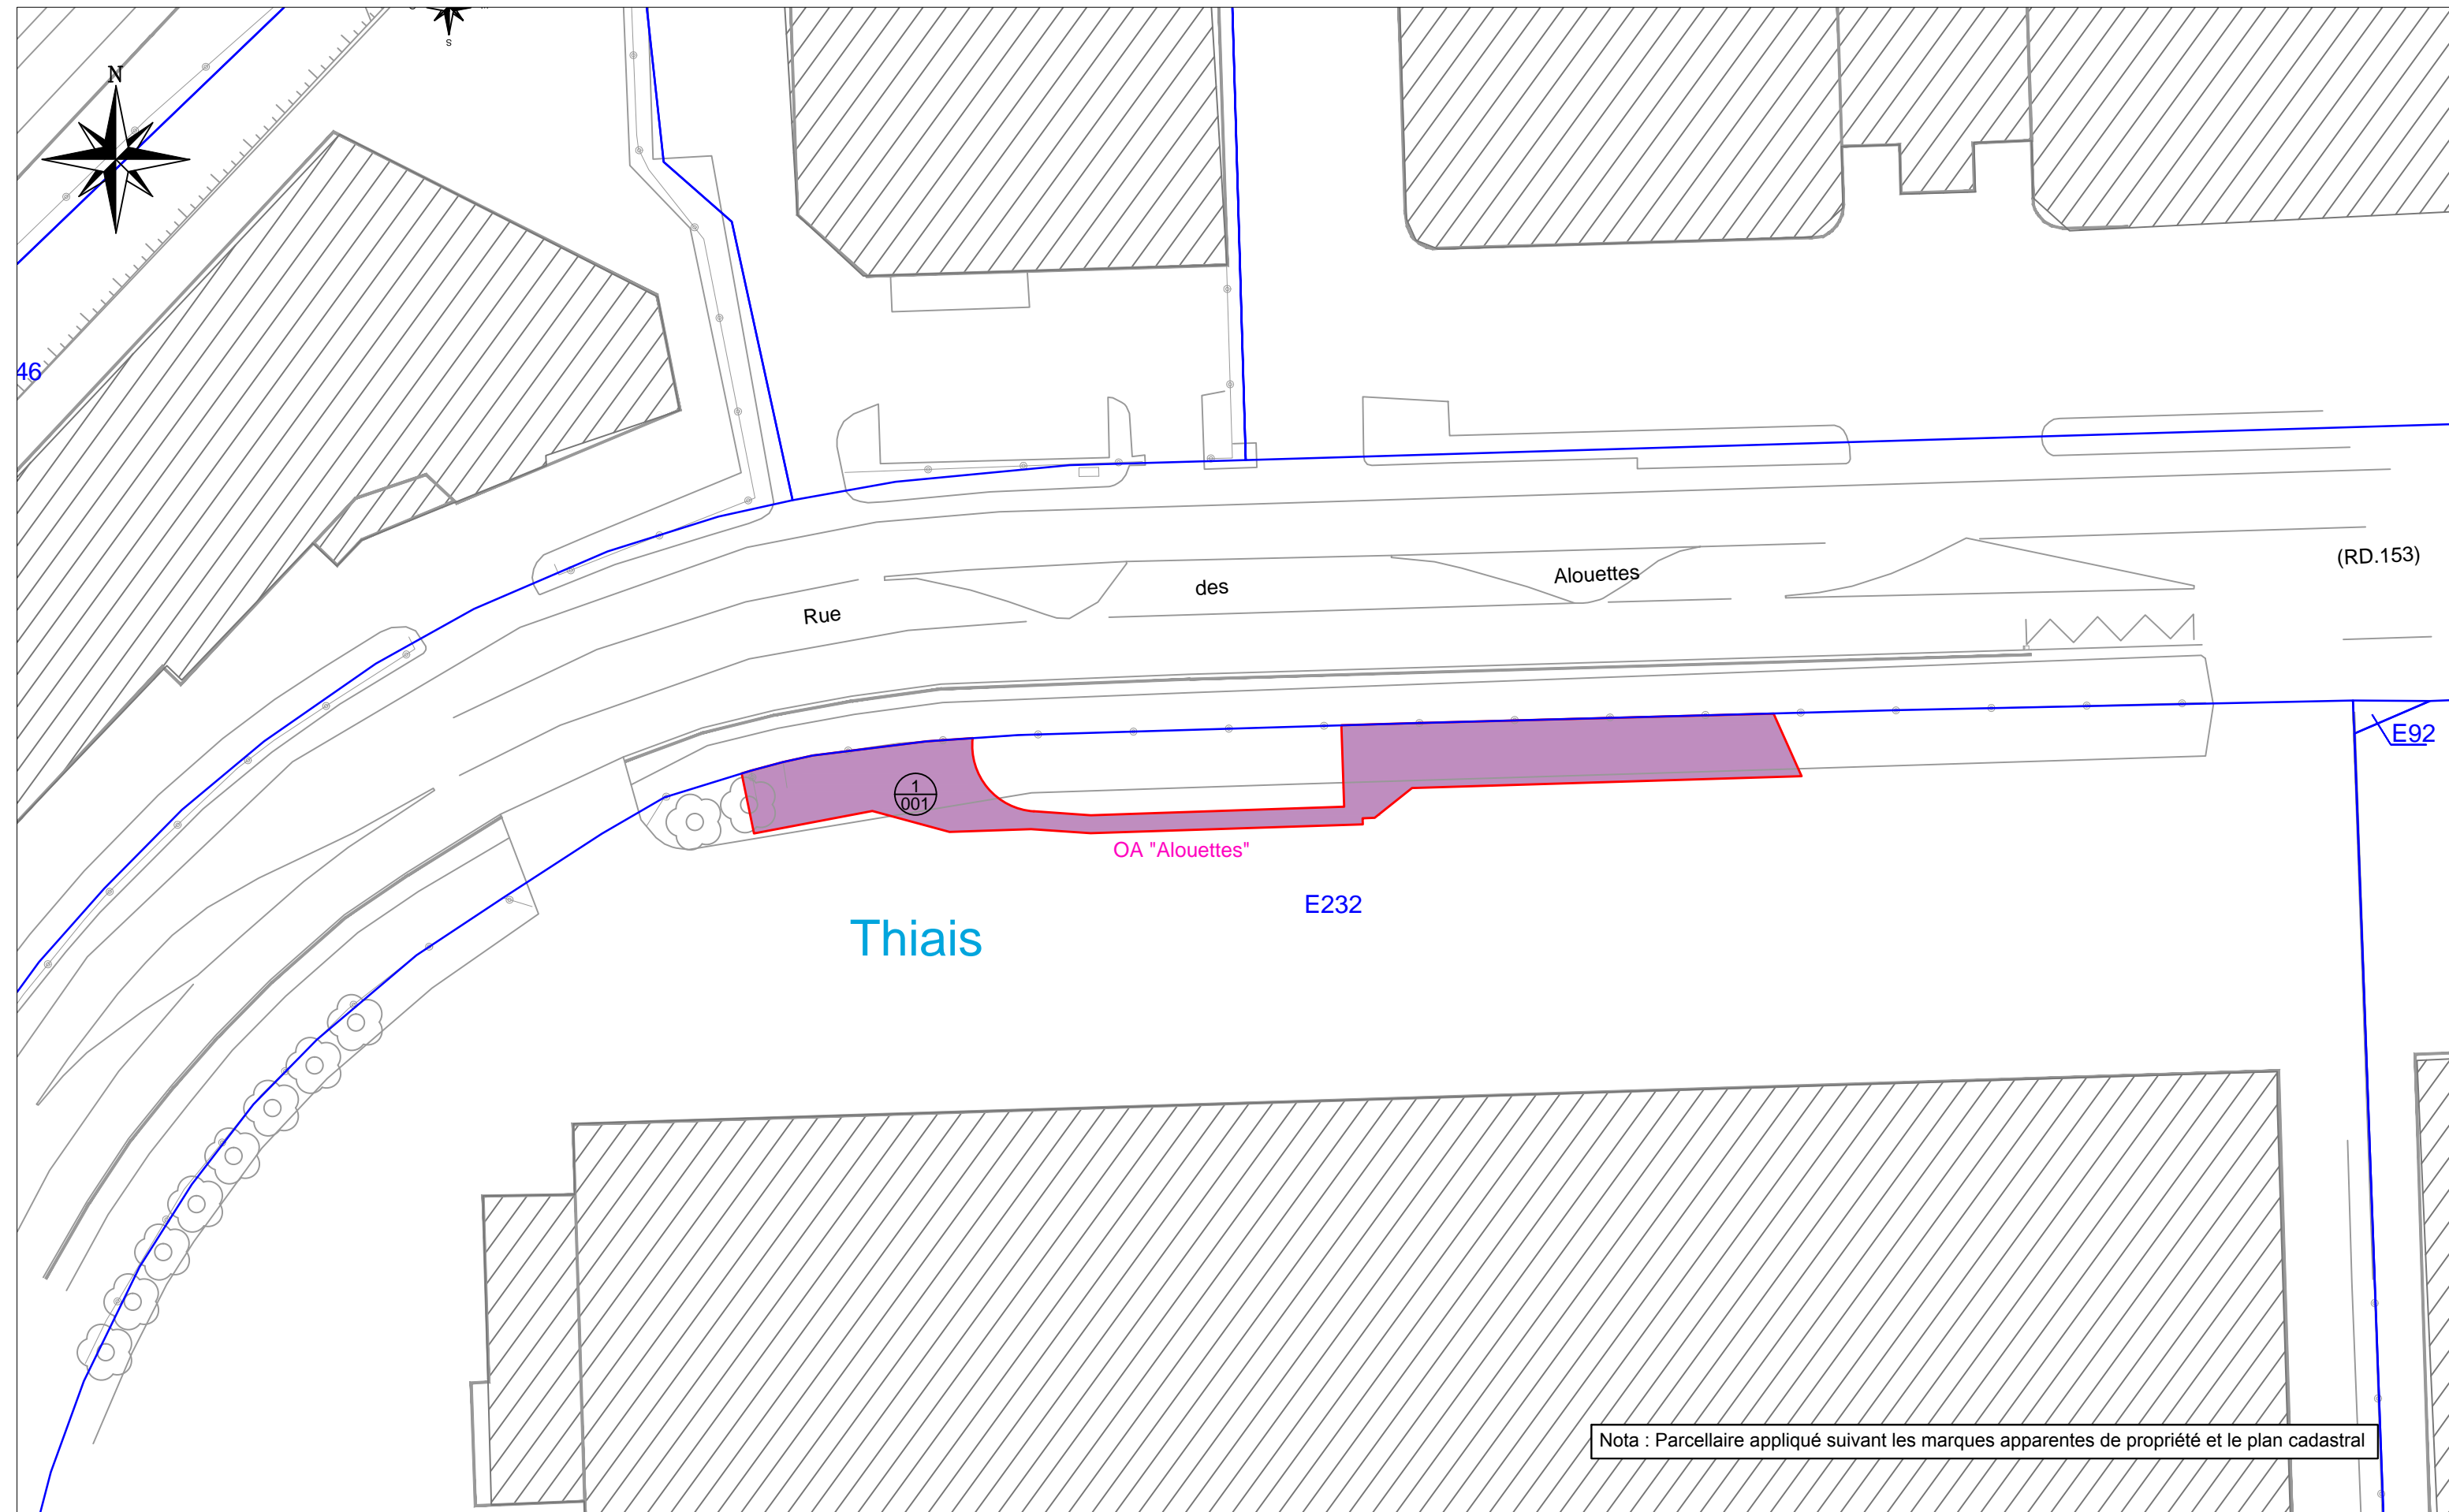 S
N
46
Rue
des
Alouettes
(RD.153)
E92
1
001
OA "Alouettes"
E232
Thiais
Nota : Parcellaire appliqué suivant les marques apparentes de propriété et le plan cadastral